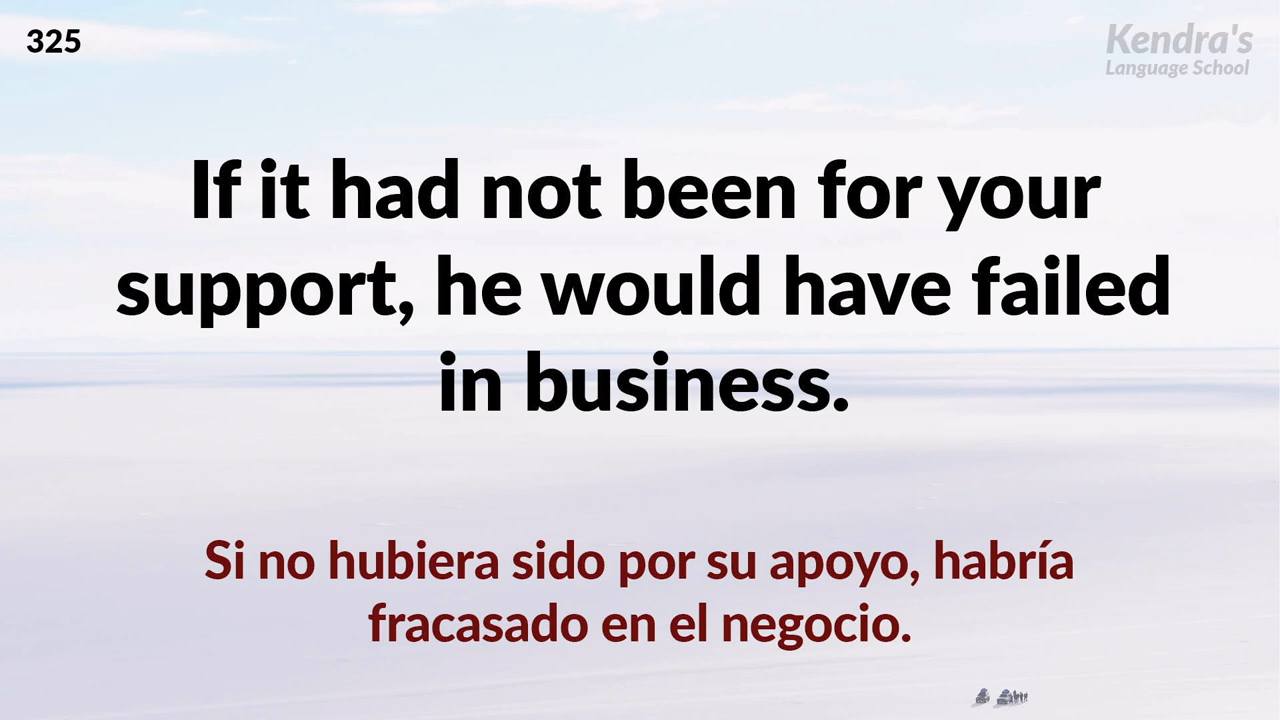 325
Kendra's
Language School
If it had not been for your
support, he would have failed
in business.
Si no hubiera sido por su apoyo, habría
fracasado en el negocio.